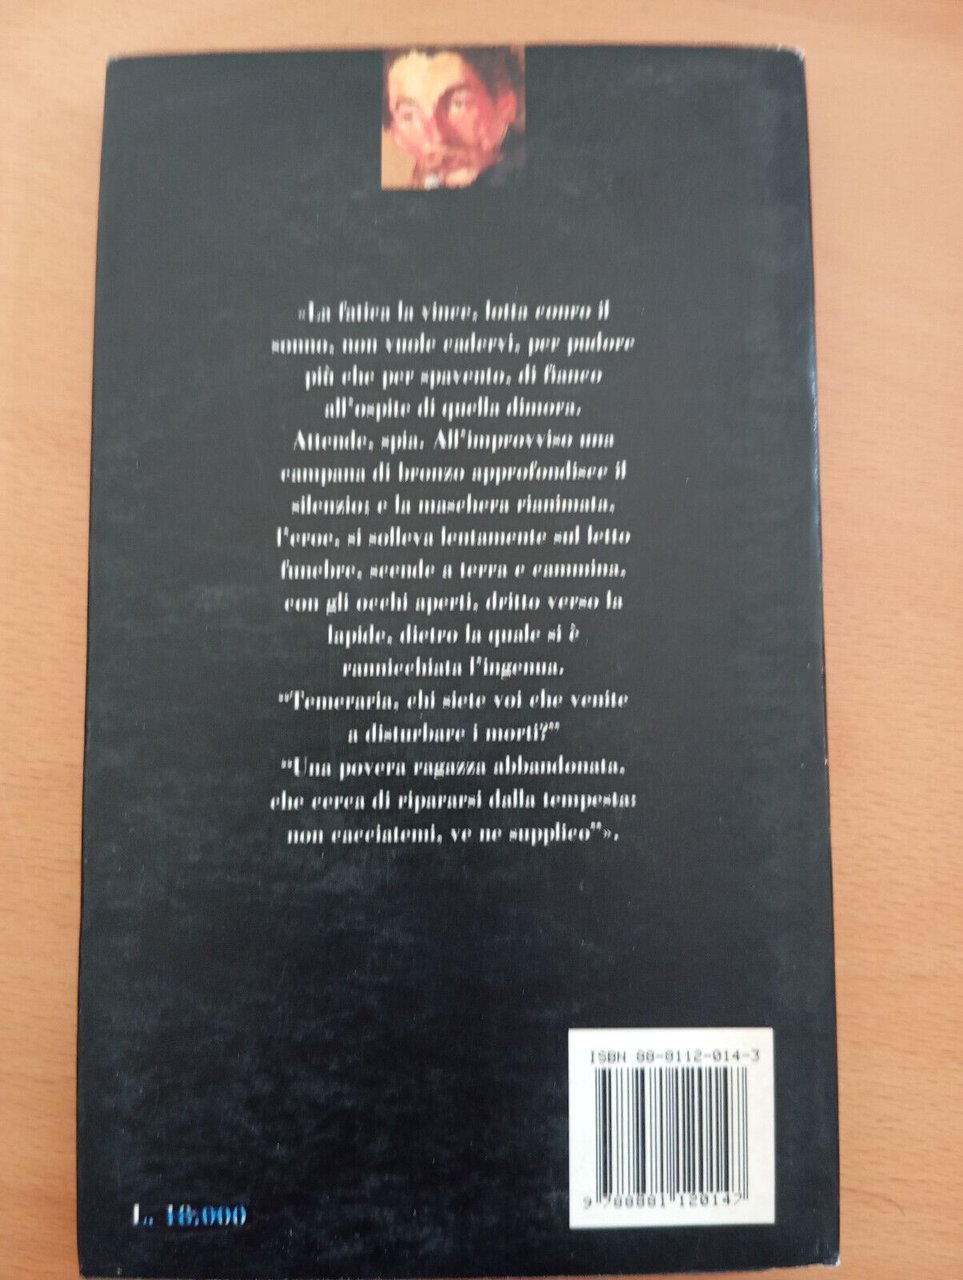 «La fatica la vince, lotta conro il
sonno, non vuole cadervi, per pudore
più che per spavento, di fianco
all'ospite di quella dimora.
Attende, spia. All'improvviso una
campana di bronzo approfondisce il
silenzio; e la maschera rianimata,
l'eroe, si solleva lentamente sul letto
funebre, scende a terra e cammina,
con gli occhi aperti, dritto verso la
lapide, dietro la quale si è
rannicchiata l'ingenua.
"Temeraria, chi siete voi che venite
a disturbare i morti?"
"Una povera ragazza abbandonata,
che cerca di ripararsi dalla tempesta:
non cacciatemi, ve ne supplico"».
ISBN 88-8112-014-3
9 788881 120147
L. 18.000